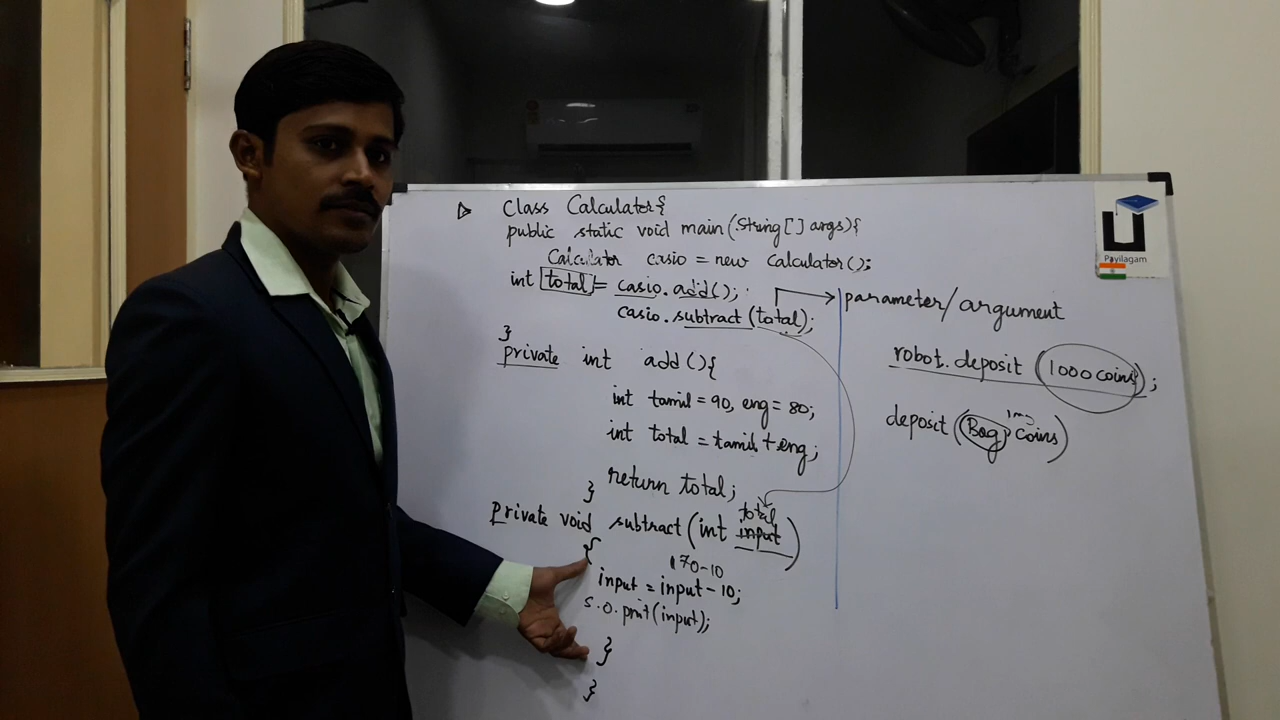 Class Calculator{
public static void main(String[] args){
Calculator casio = new calculator();
int total = casio.add();
casio.subtract(total);
}
private int add(){
int tamil = 90, eng = 80;
int total = tamil + eng;
return total;
}
total
Private void subtract(int input)
{
170-10
input = input - 10;
S.O.print(input);
}
}
parameter/argument
robot.deposit (1000 coins);
deposit (Bag, coins)
Payilagam